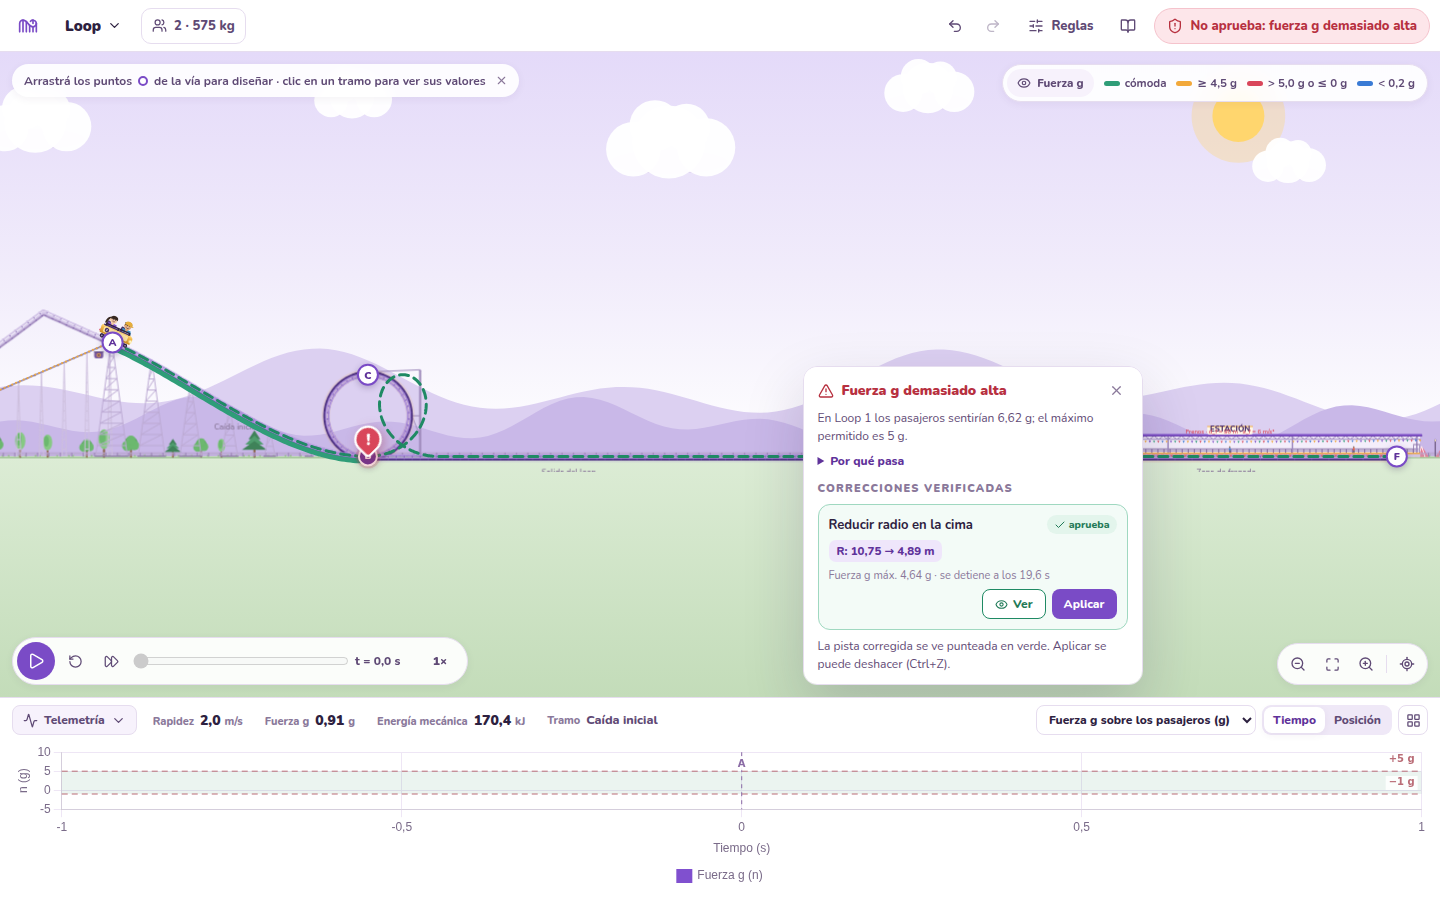 Loop
2 · 575 kg
Reglas
No aprueba: fuerza g demasiado alta
Arrastrá los puntos de la vía para diseñar · clic en un tramo para ver sus valores
Fuerza g
cómoda
≥ 4,5 g
> 5,0 g o ≤ 0 g
< 0,2 g
A
C
F
ESTACIÓN
Fuerza g demasiado alta
En Loop 1 los pasajeros sentirían 6,62 g; el máximo
permitido es 5 g.
Por qué pasa
CORRECCIONES VERIFICADAS
Reducir radio en la cima
aprueba
R: 10,75 → 4,89 m
Fuerza g máx. 4,64 g · se detiene a los 19,6 s
Ver
Aplicar
La pista corregida se ve punteada en verde. Aplicar se
puede deshacer (Ctrl+Z).
t = 0,0 s
1×
Telemetría
Rapidez 2,0 m/s
Fuerza g 0,91 g
Energía mecánica 170,4 kJ
Tramo Caída inicial
Fuerza g sobre los pasajeros (g)
Tiempo
Posición
n (g)
10
5
0
-5
A
+5 g
−1 g
-1
-0,5
0
0,5
1
Tiempo (s)
Fuerza g (n)